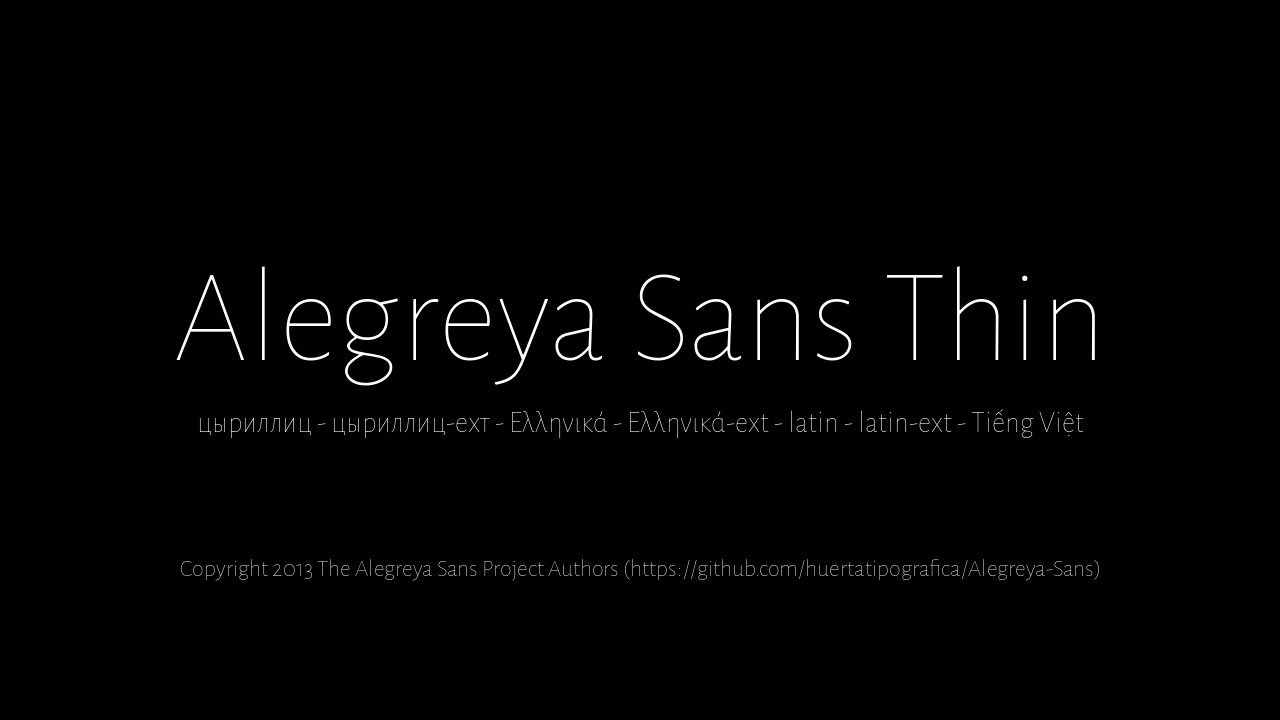 Alegreya Sans Thin
цыриллиц - цыриллиц-ext - Ελληνικά - Ελληνικά-ext - latin - latin-ext - Tiếng Việt
Copyright 2013 The Alegreya Sans Project Authors (https://github.com/huertatipografica/Alegreya-Sans)